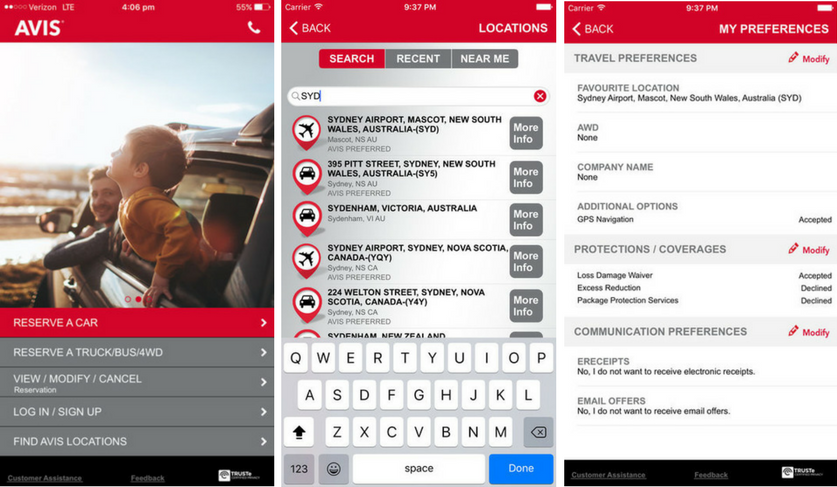 Verizon LTE 4:06 pm 55%
AVIS
RESERVE A CAR
RESERVE A TRUCK/BUS/4WD
VIEW / MODIFY / CANCEL
Reservation
LOG IN / SIGN UP
FIND AVIS LOCATIONS
Customer Assistance Feedback TRUSTe
Carrier 9:37 PM
BACK LOCATIONS
SEARCH RECENT NEAR ME
SYD
SYDNEY AIRPORT, MASCOT, NEW SOUTH
WALES, AUSTRALIA-(SYD)
Mascot, NS AU
AVIS PREFERRED
More
Info
395 PITT STREET, SYDNEY, NEW SOUTH
WALES, AUSTRALIA-(SY5)
Sydney, NS AU
AVIS PREFERRED
More
Info
SYDENHAM, VICTORIA, AUSTRALIA
Sydenham, VI AU
More
Info
SYDNEY AIRPORT, SYDNEY, NOVA SCOTIA,
CANADA-(YQY)
Sydney, NS CA
AVIS PREFERRED
More
Info
224 WELTON STREET, SYDNEY, NOVA
SCOTIA, CANADA-(Y4Y)
Sydney, NS CA
AVIS PREFERRED
More
Info
SYDENHAM, NEW ZEALAND
Q W E R T Y U I O P
A S D F G H J K L
Z X C V B N M
123 space Done
Carrier 9:37 PM
BACK MY PREFERENCES
TRAVEL PREFERENCES Modify
FAVOURITE LOCATION
Sydney Airport, Mascot, New South Wales, Australia (SYD)
AWD
None
COMPANY NAME
None
ADDITIONAL OPTIONS
GPS Navigation Accepted
PROTECTIONS / COVERAGES Modify
Loss Damage Waiver Accepted
Excess Reduction Declined
Package Protection Services Declined
COMMUNICATION PREFERENCES Modify
ERECEIPTS
No, I do not want to receive electronic receipts.
EMAIL OFFERS
No, I do not want to receive email offers.
Customer Assistance Feedback TRUSTe